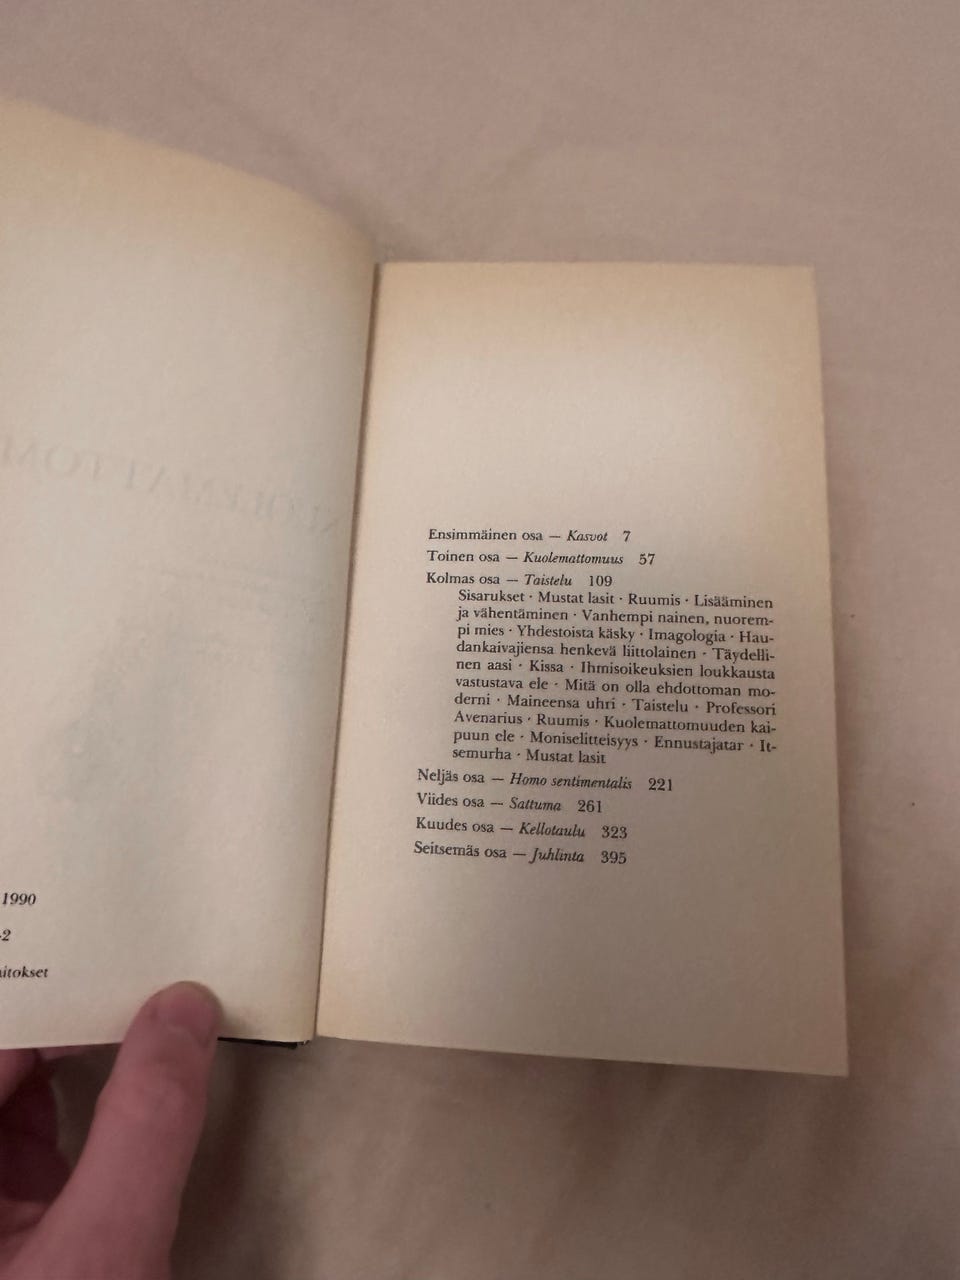 1990
-2
itokset
Ensimmäinen osa — Kasvot 7
Toinen osa — Kuolemattomuus 57
Kolmas osa — Taistelu 109
Sisarukset · Mustat lasit · Ruumis · Lisääminen
ja vähentäminen · Vanhempi nainen, nuorem-
pi mies · Yhdestoista käsky · Imagologia · Hau-
dankaivajiensa henkevä liittolainen · Täydelli-
nen aasi · Kissa · Ihmisoikeuksien loukkausta
vastustava ele · Mitä on olla ehdottoman mo-
derni · Maineensa uhri · Taistelu · Professori
Avenarius · Ruumis · Kuolemattomuuden kai-
puun ele · Moniselitteisyys · Ennustajatar · It-
semurha · Mustat lasit
Neljäs osa — Homo sentimentalis 221
Viides osa — Sattuma 261
Kuudes osa — Kellotaulu 323
Seitsemäs osa — Juhlinta 395